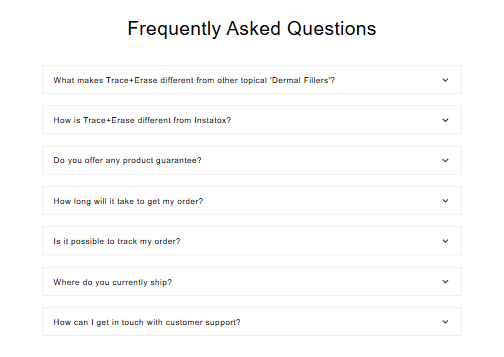 Frequently Asked Questions
What makes Trace+Erase different from other topical 'Dermal Fillers'?
How is Trace+Erase different from Instatox?
Do you offer any product guarantee?
How long will it take to get my order?
Is it possible to track my order?
Where do you currently ship?
How can I get in touch with customer support?